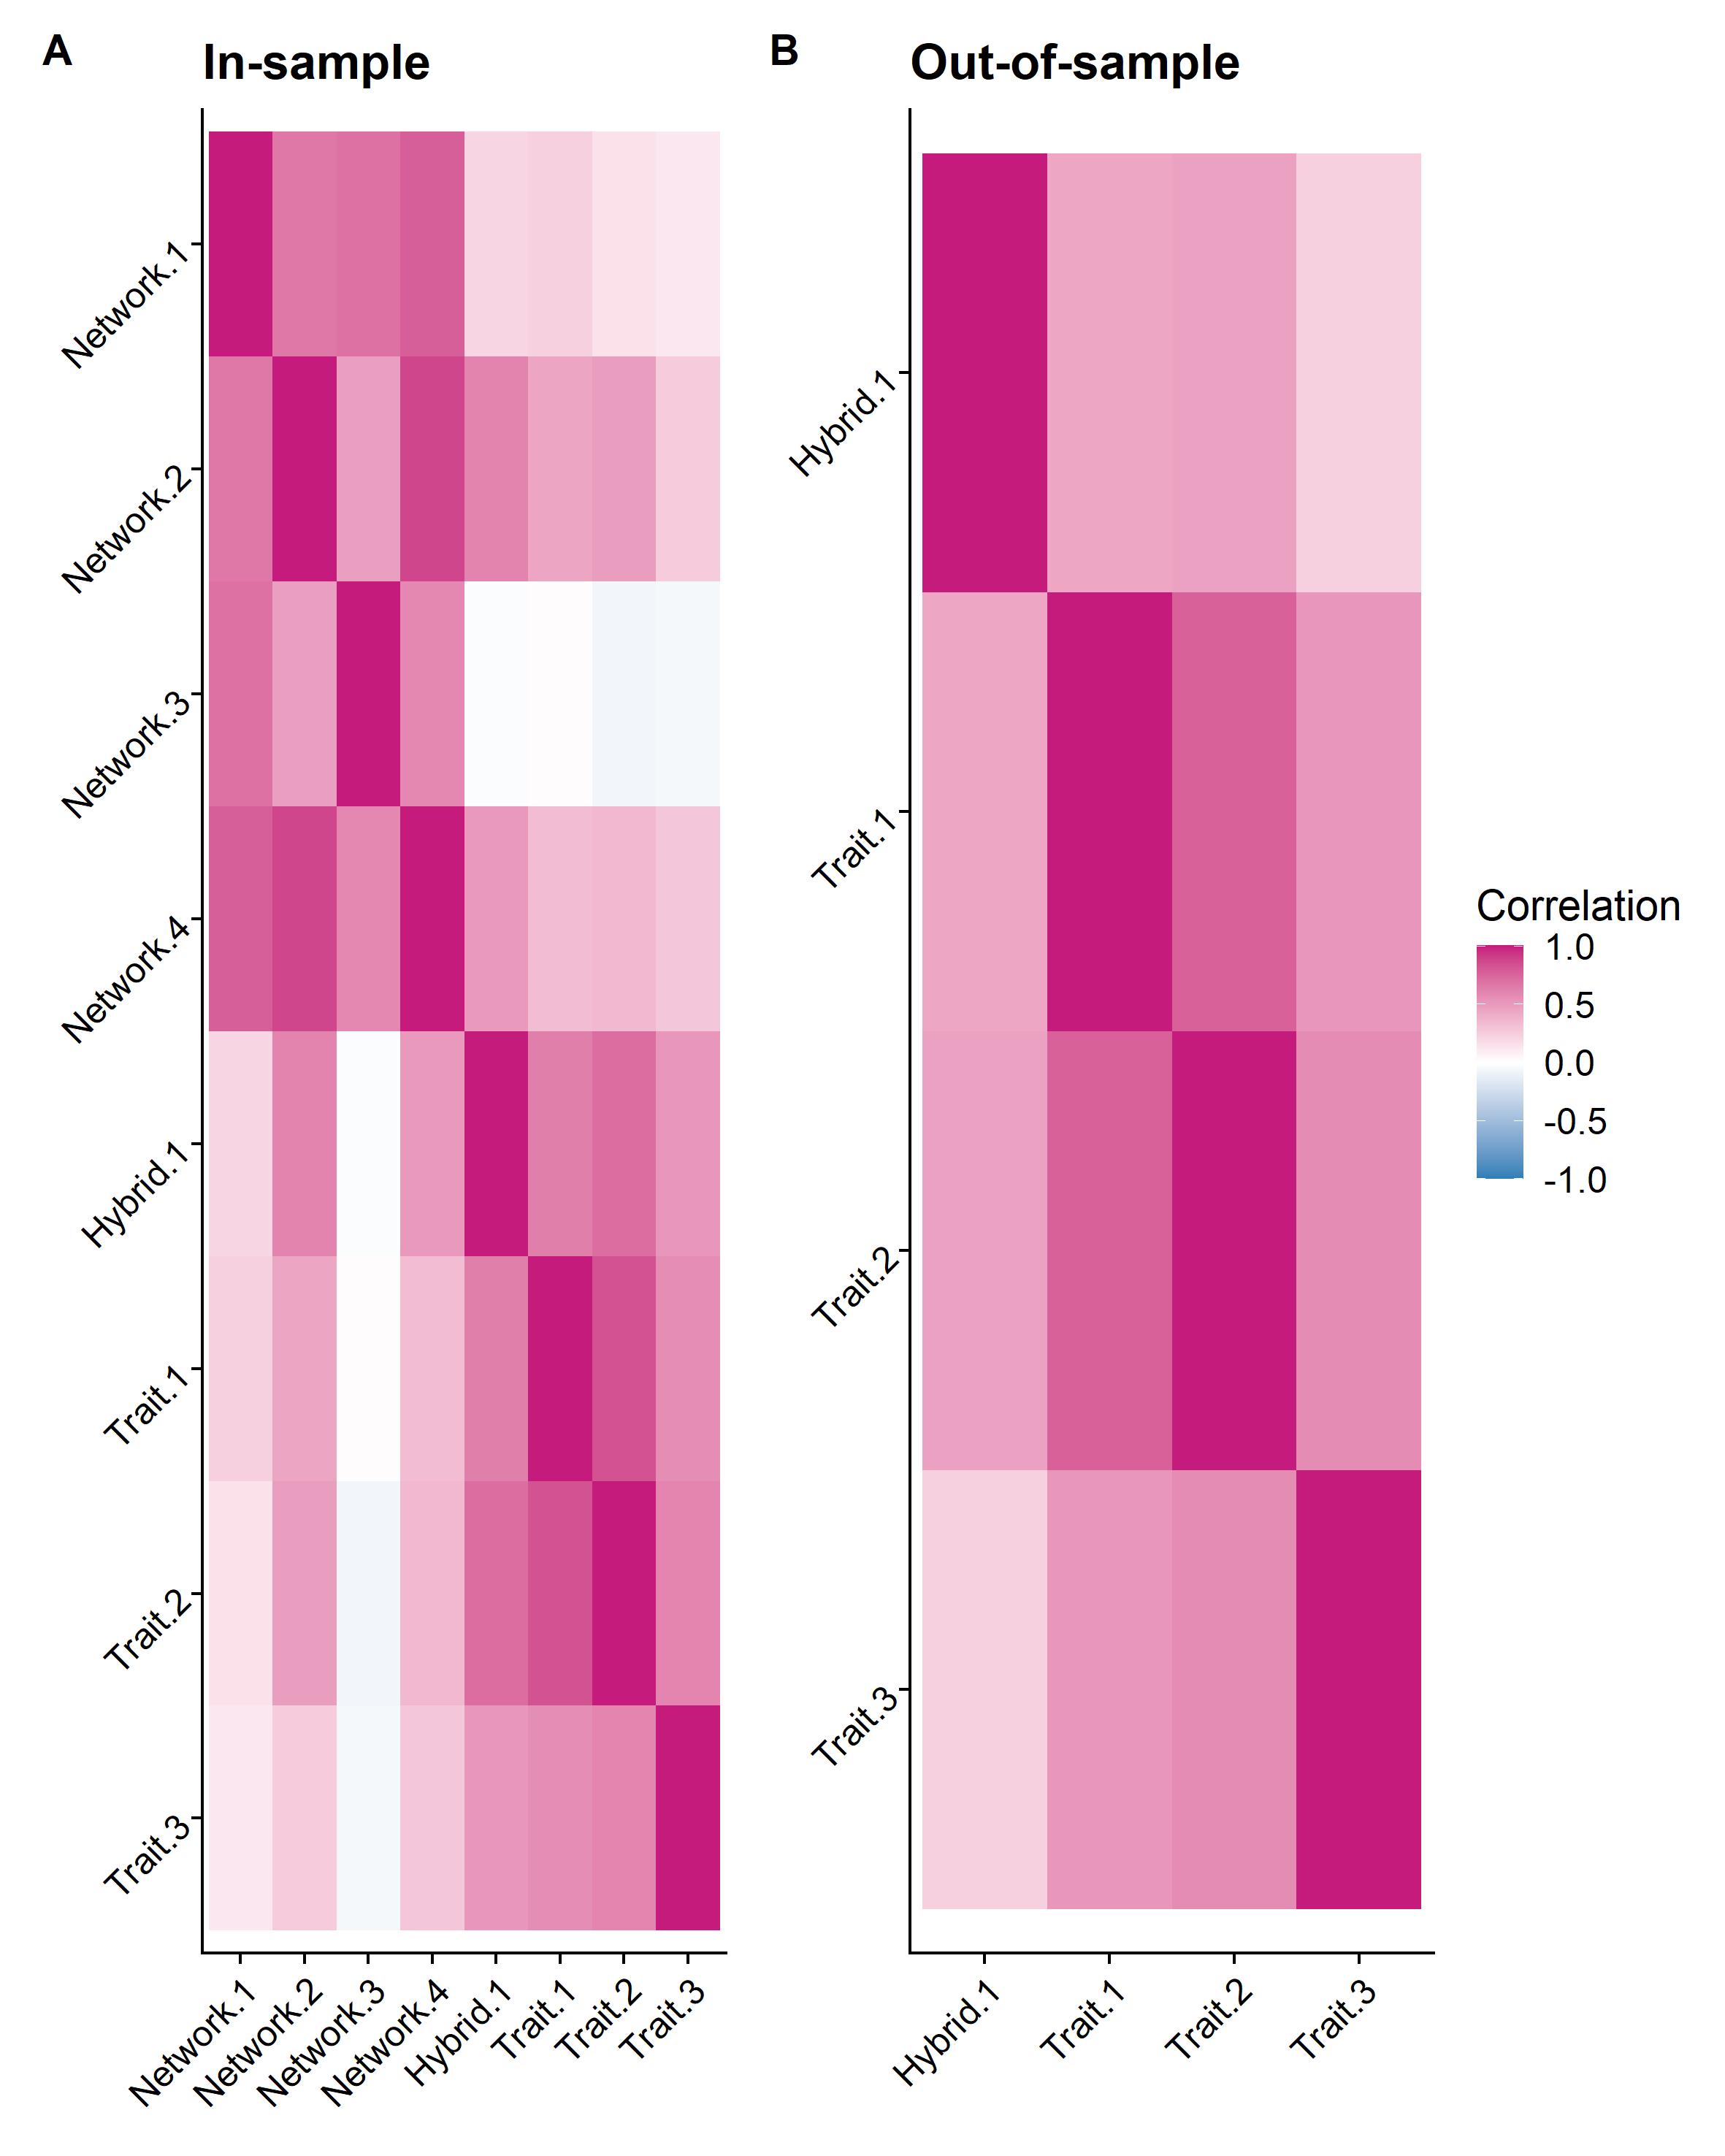 A
In-sample
Network.1
Network.2
Network.3
Network.4
Hybrid.1
Trait.1
Trait.2
Trait.3
Network.1
Network.2
Network.3
Network.4
Hybrid.1
Trait.1
Trait.2
Trait.3
B
Out-of-sample
Hybrid.1
Trait.1
Trait.2
Trait.3
Hybrid.1
Trait.1
Trait.2
Trait.3
Correlation
1.0
0.5
0.0
-0.5
-1.0